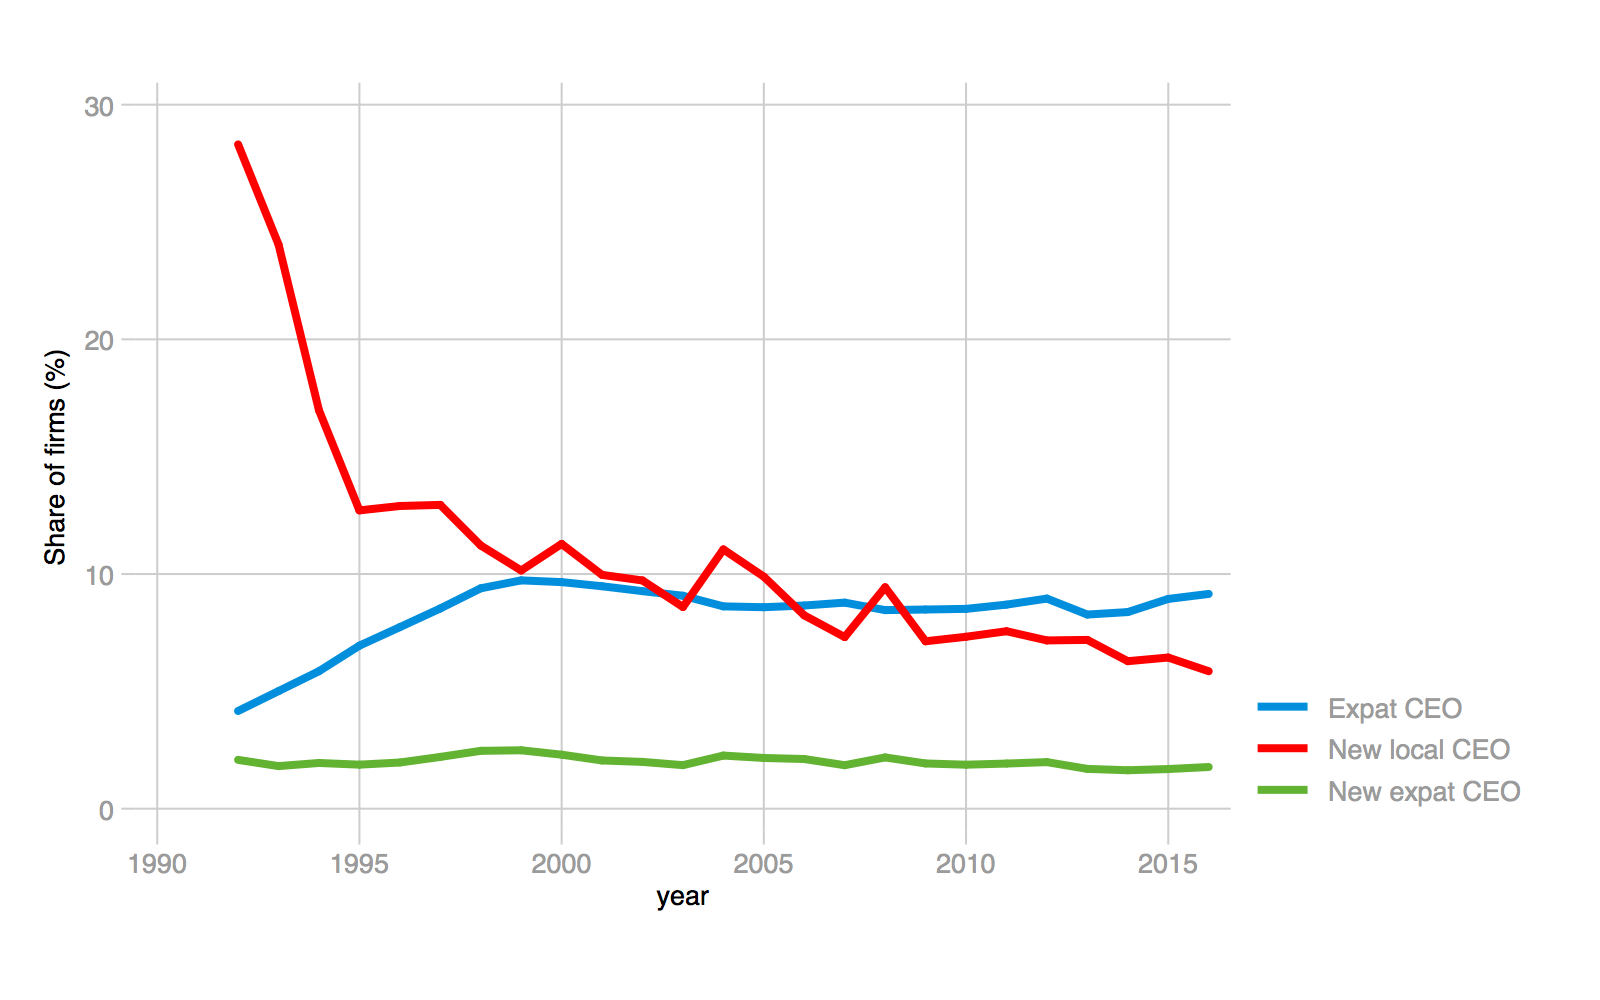 30
20
10
0
Share of firms (%)
1990 1995 2000 2005 2010 2015
year
Expat CEO
New local CEO
New expat CEO